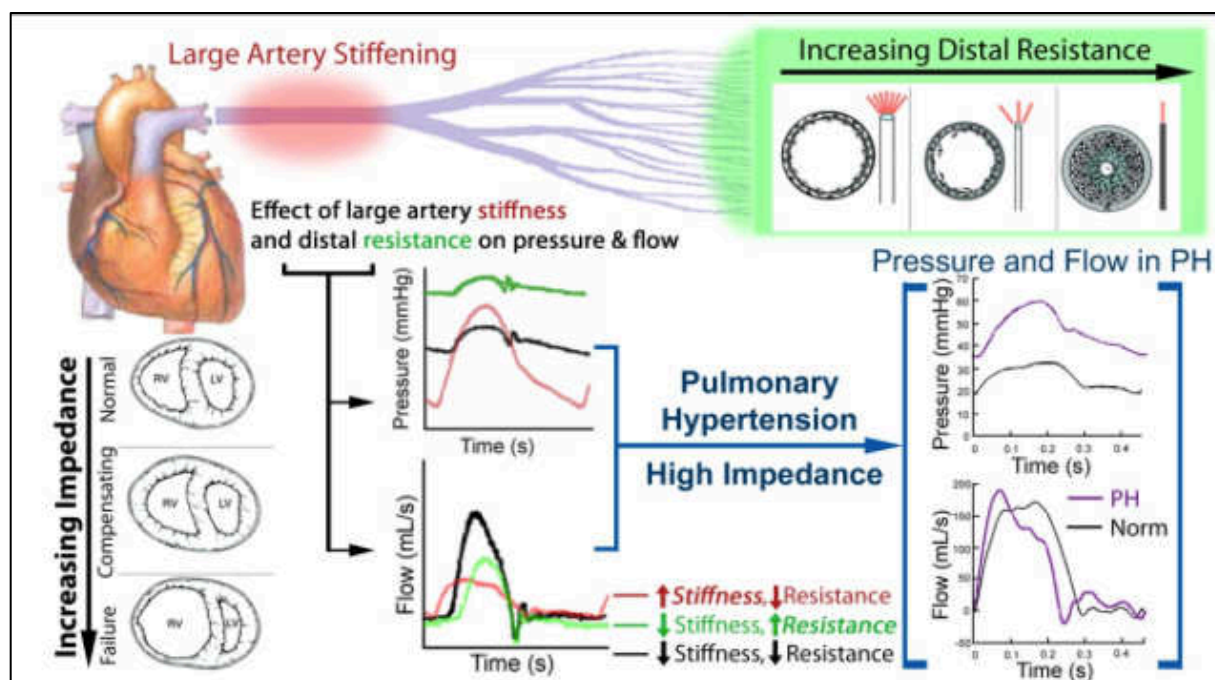 Large Artery Stiffening
Increasing Distal Resistance
Effect of large artery stiffness
and distal resistance on pressure & flow
Increasing Impedance
Normal
RV
LV
Compensating
RV
LV
Failure
RV
LV
Pressure (mmHg)
Time (s)
Flow (mL/s)
Time (s)
Pulmonary
Hypertension
High Impedance
↑ Stiffness, ↓ Resistance
↓ Stiffness, ↑ Resistance
↓ Stiffness, ↓ Resistance
Pressure and Flow in PH
Pressure (mmHg)
70
60
50
40
30
20
10
0
0 0.1 0.2 0.3 0.4
Time (s)
Flow (mL/s)
200
150
100
50
0
-50
PH
Norm
0 0.1 0.2 0.3 0.4
Time (s)